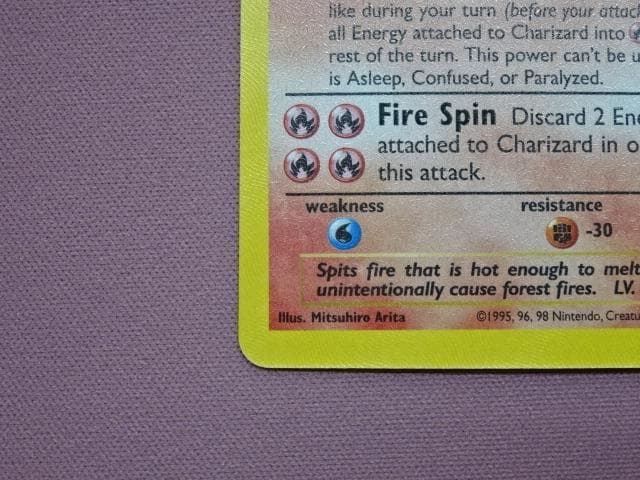 like during your turn (before your attac
all Energy attached to Charizard into
rest of the turn. This power can't be u
is Asleep, Confused, or Paralyzed.
Fire Spin Discard 2 Ene
attached to Charizard in o
this attack.
weakness resistance
-30
Spits fire that is hot enough to melt
unintentionally cause forest fires. LV.
Illus. Mitsuhiro Arita ©1995, 96, 98 Nintendo, Creatu